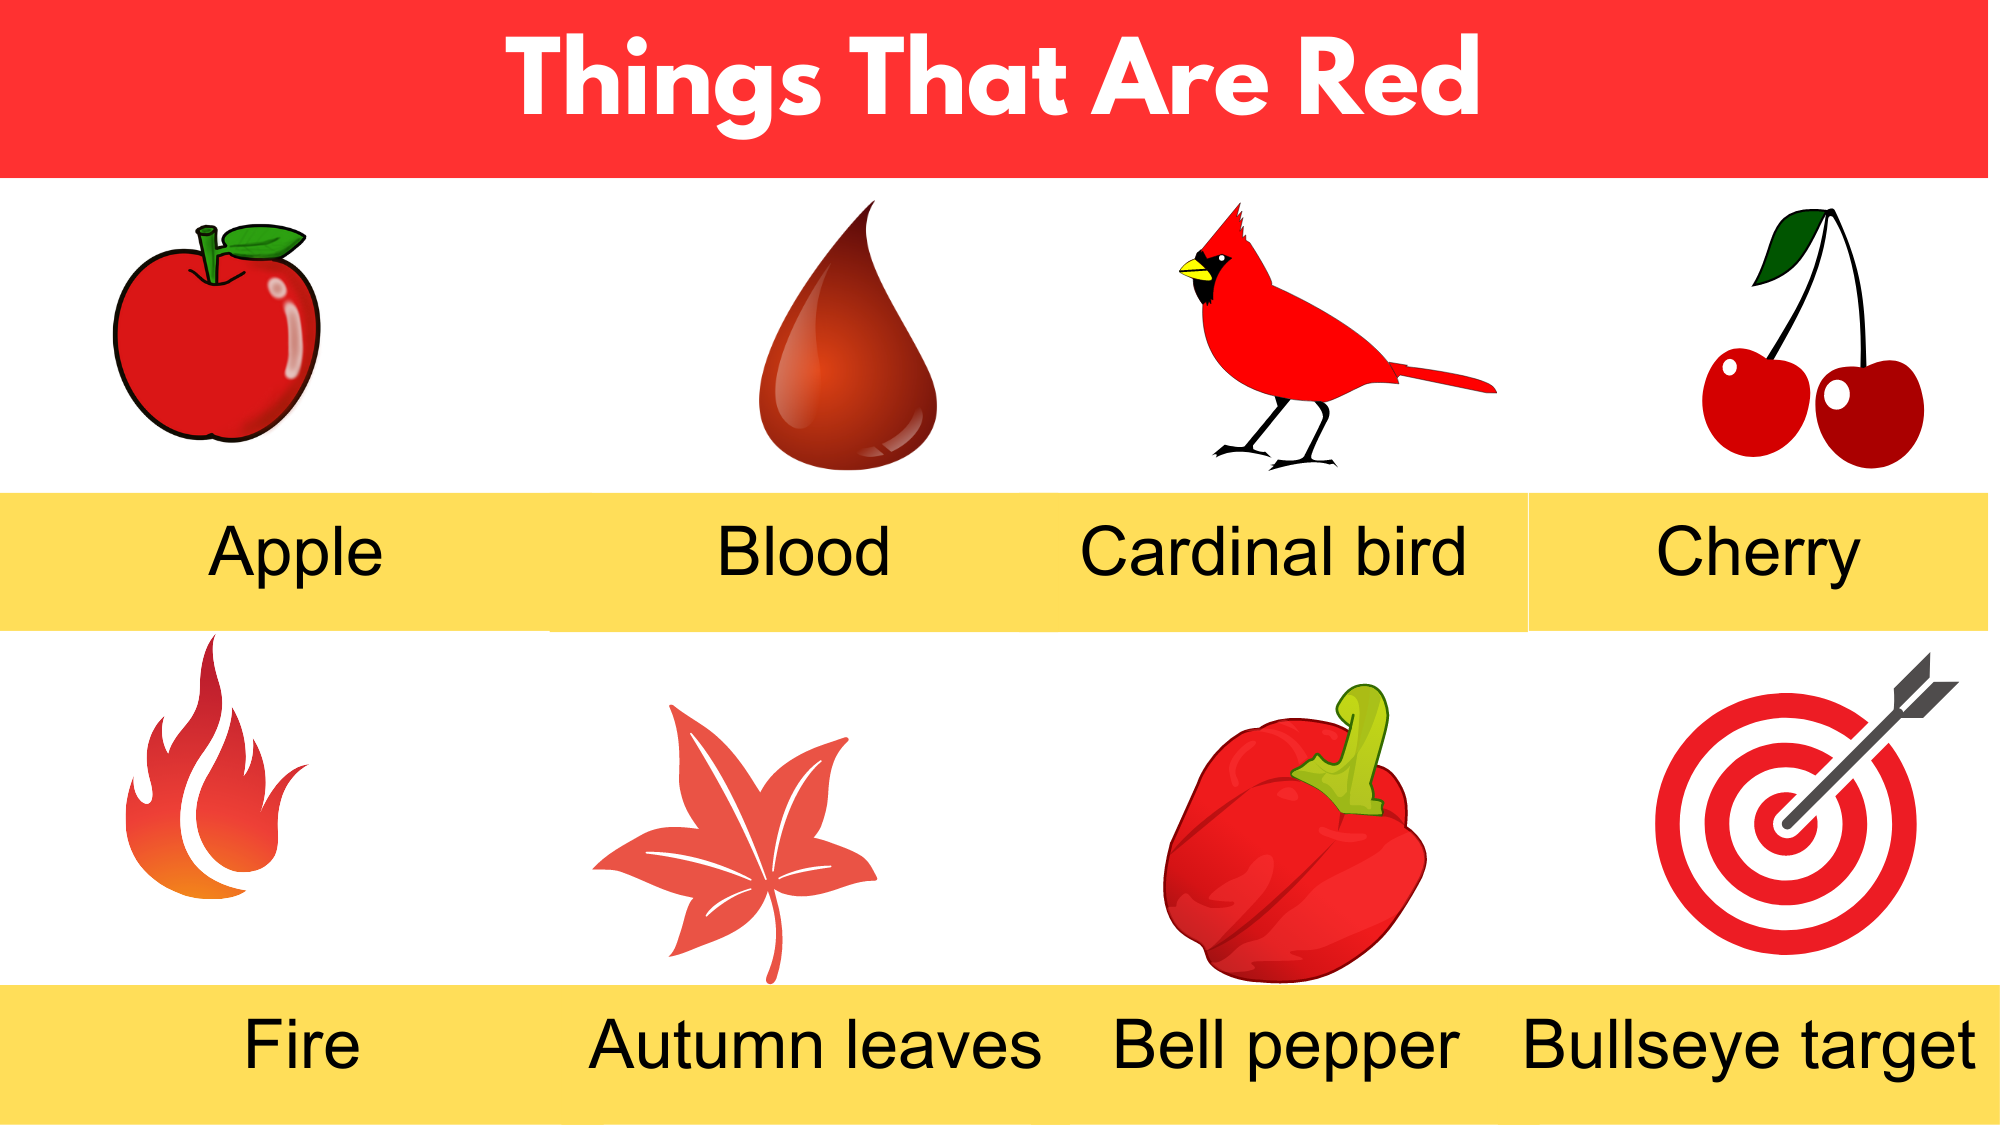 Things That Are Red
Apple
Blood
Cardinal bird
Cherry
Fire
Autumn leaves
Bell pepper
Bullseye target